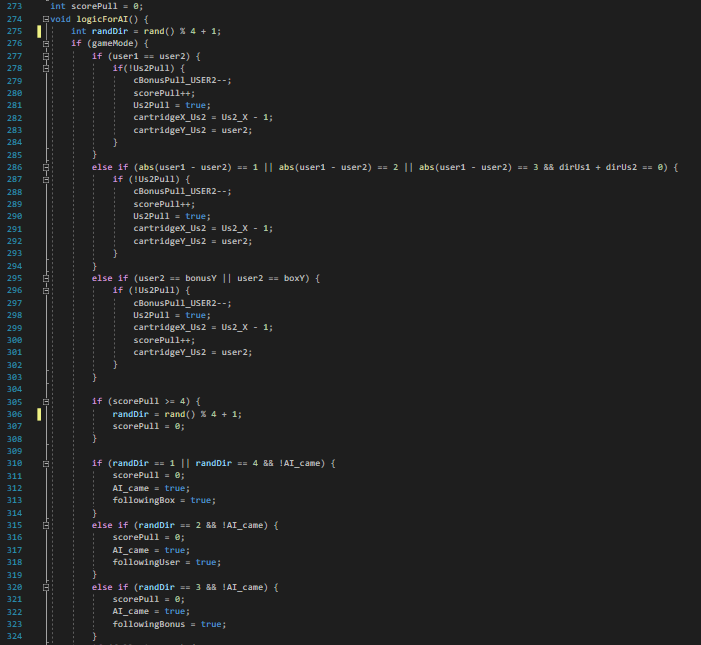 273 int scorePull = 0;
274 void logicForAI() {
275 int randDir = rand() % 4 + 1;
276 if (gameMode) {
277 if (user1 == user2) {
278 if(!Us2Pull) {
279 cBonusPull_USER2--;
280 scorePull++;
281 Us2Pull = true;
282 cartridgeX_Us2 = Us2_X - 1;
283 cartridgeY_Us2 = user2;
284 }
285 }
286 else if (abs(user1 - user2) == 1 || abs(user1 - user2) == 2 || abs(user1 - user2) == 3 && dirUs1 + dirUs2 == 0) {
287 if (!Us2Pull) {
288 cBonusPull_USER2--;
289 scorePull++;
290 Us2Pull = true;
291 cartridgeX_Us2 = Us2_X - 1;
292 cartridgeY_Us2 = user2;
293 }
294 }
295 else if (user2 == bonusY || user2 == boxY) {
296 if (!Us2Pull) {
297 cBonusPull_USER2--;
298 Us2Pull = true;
299 cartridgeX_Us2 = Us2_X - 1;
300 scorePull++;
301 cartridgeY_Us2 = user2;
302 }
303 }
304
305 if (scorePull >= 4) {
306 randDir = rand() % 4 + 1;
307 scorePull = 0;
308 }
309
310 if (randDir == 1 || randDir == 4 && !AI_came) {
311 scorePull = 0;
312 AI_came = true;
313 followingBox = true;
314 }
315 else if (randDir == 2 && !AI_came) {
316 scorePull = 0;
317 AI_came = true;
318 followingUser = true;
319 }
320 else if (randDir == 3 && !AI_came) {
321 scorePull = 0;
322 AI_came = true;
323 followingBonus = true;
324 }